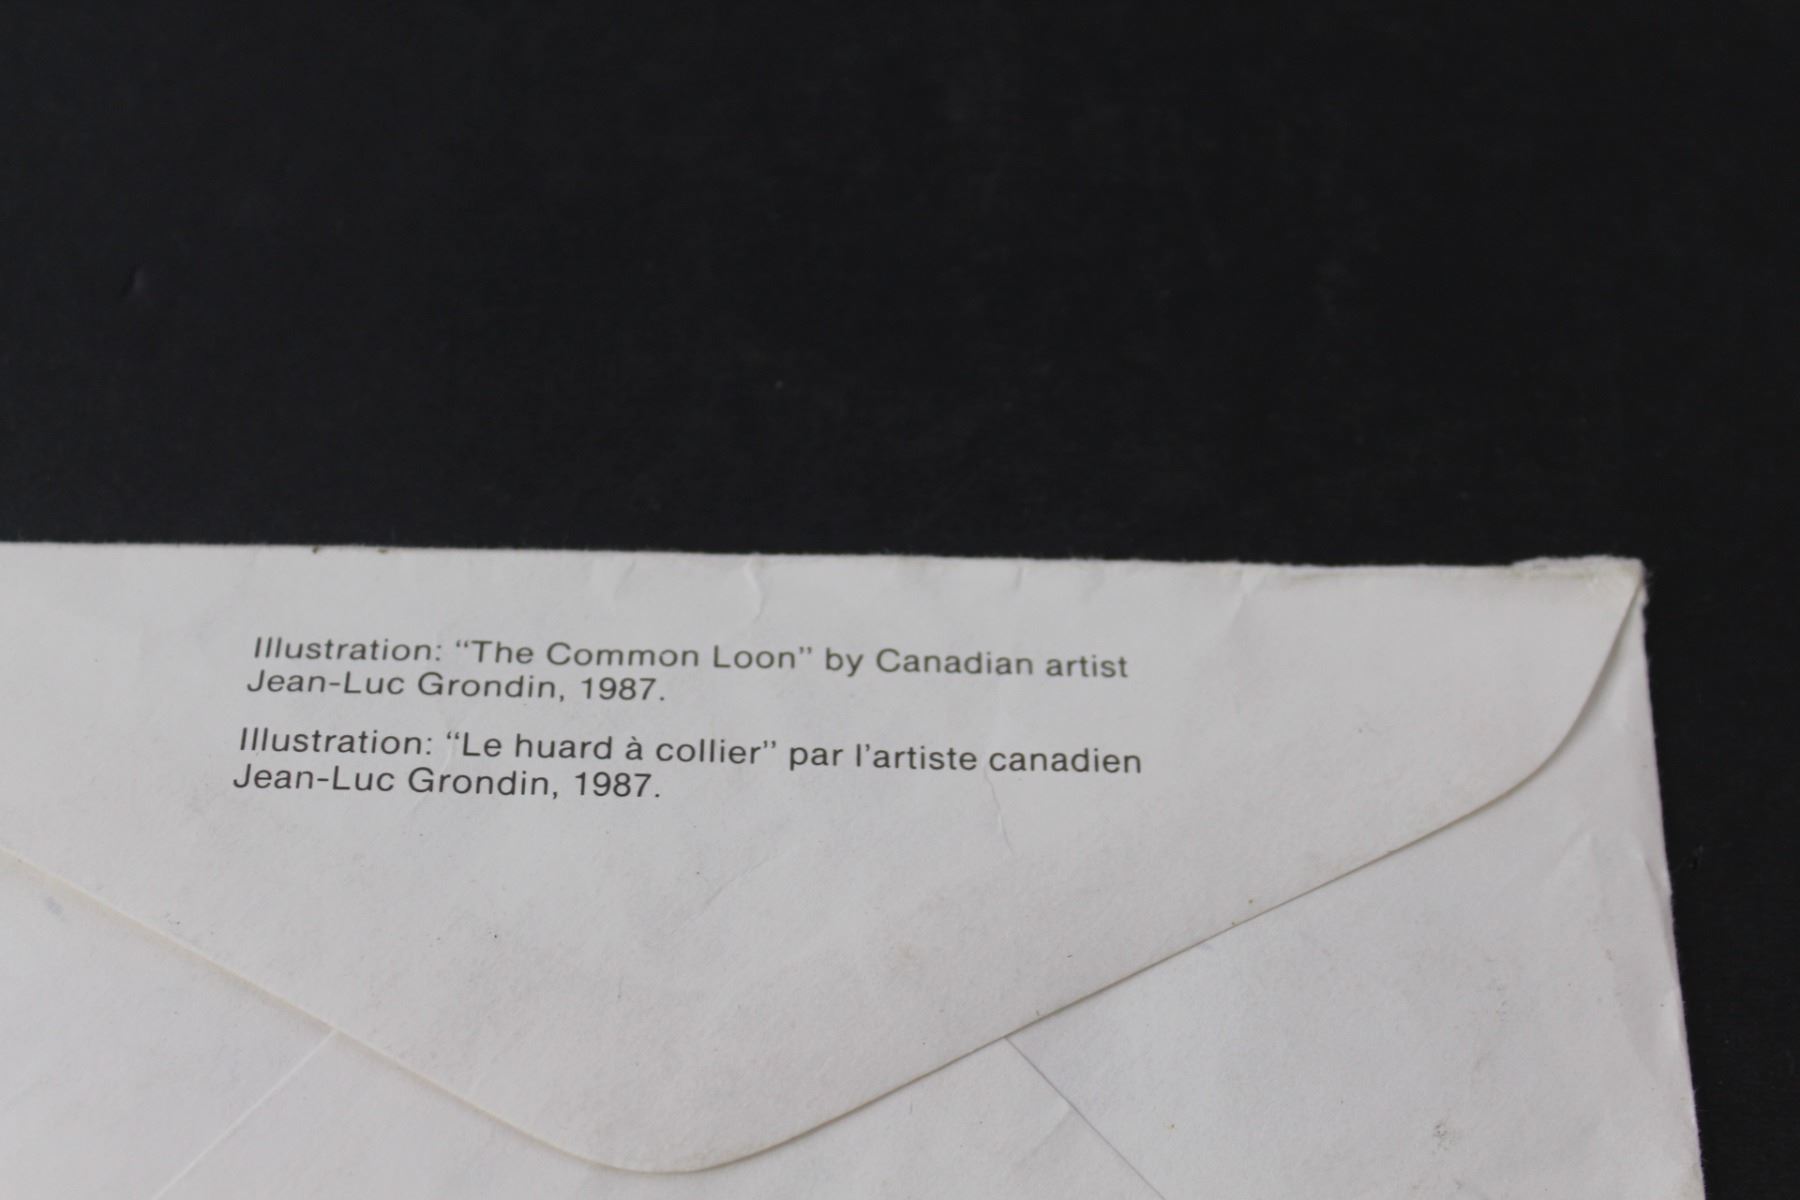 Illustration: “The Common Loon” by Canadian artist
Jean-Luc Grondin, 1987.
Illustration: “Le huard à collier” par l’artiste canadien
Jean-Luc Grondin, 1987.